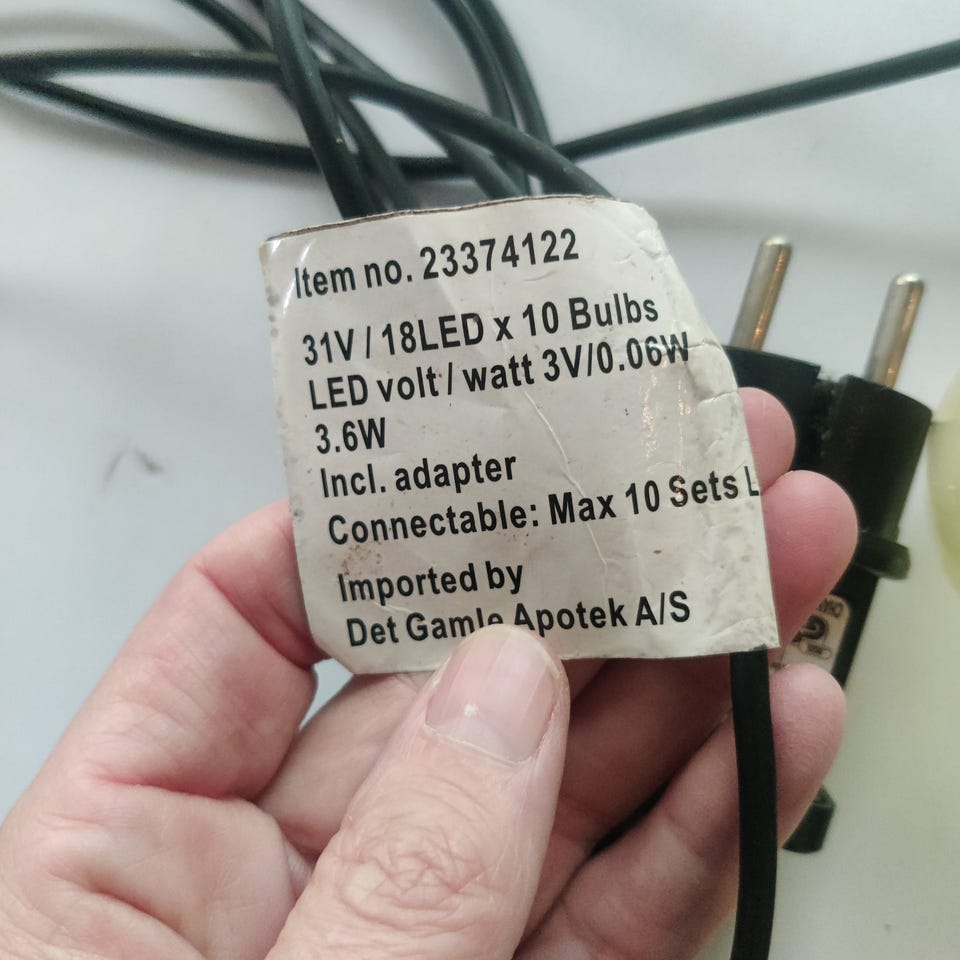 Item no. 23374122
31V / 18LED x 10 Bulbs
LED volt / watt 3V/0.06W
3.6W
Incl. adapter
Connectable: Max 10 Sets L
Imported by
Det Gamle Apotek A/S